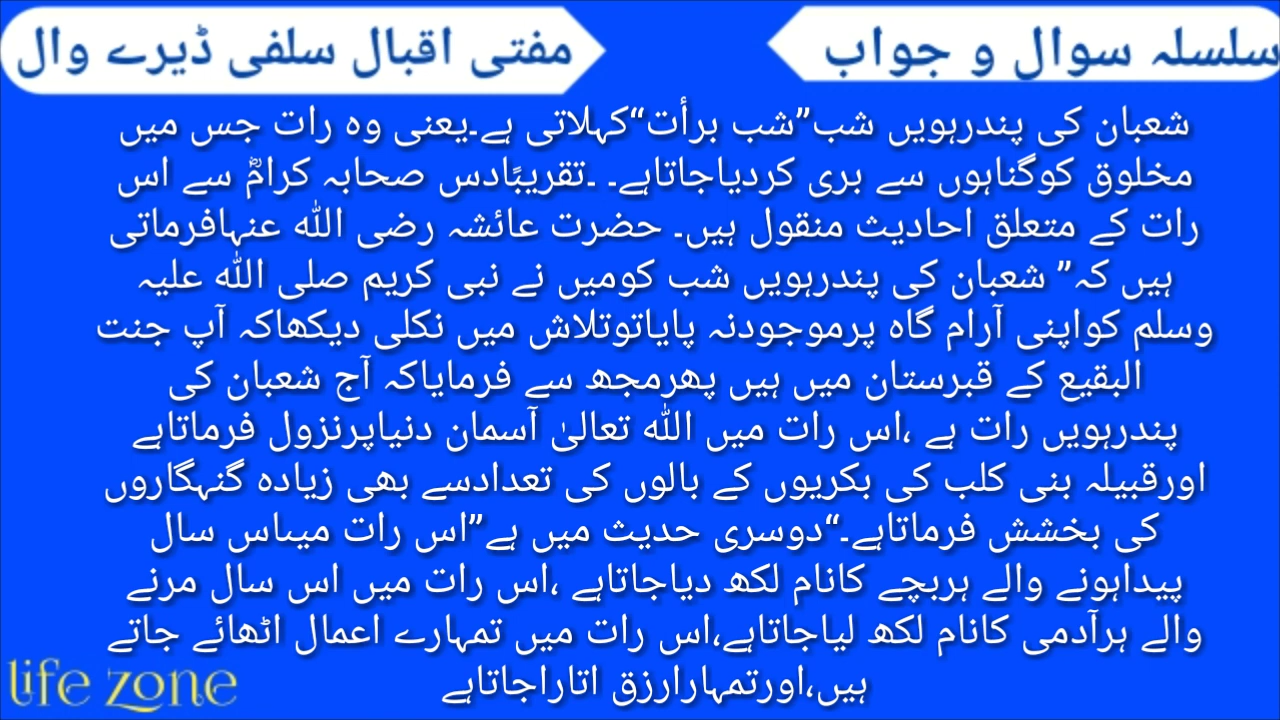 سلسلہ سوال و جواب
مفتی اقبال سلفی ڈیرے وال
شعبان کی پندرہویں شب”شب برأت“کہلاتی ہے۔یعنی وہ رات جس میں
مخلوق کوگناہوں سے بری کردیاجاتاہے۔ ۔تقریبًادس صحابہ کرامؓ سے اس
رات کے متعلق احادیث منقول ہیں۔ حضرت عائشہ رضی اللہ عنہافرماتی
ہیں کہ” شعبان کی پندرہویں شب کومیں نے نبی کریم صلی اللہ علیہ
وسلم کواپنی آرام گاہ پرموجودنہ پایاتوتلاش میں نکلی دیکھاکہ آپ جنت
البقیع کے قبرستان میں ہیں پھرمجھ سے فرمایاکہ آج شعبان کی
پندرہویں رات ہے ،اس رات میں اللہ تعالیٰ آسمان دنیاپرنزول فرماتاہے
اورقبیلہ بنی کلب کی بکریوں کے بالوں کی تعدادسے بھی زیادہ گنہگاروں
کی بخشش فرماتاہے۔“دوسری حدیث میں ہے”اس رات میںاس سال
پیداہونے والے ہربچے کانام لکھ دیاجاتاہے ،اس رات میں اس سال مرنے
والے ہرآدمی کانام لکھ لیاجاتاہے،اس رات میں تمہارے اعمال اٹھائے جاتے
ہیں،اورتمہارارزق اتاراجاتاہے
life zone